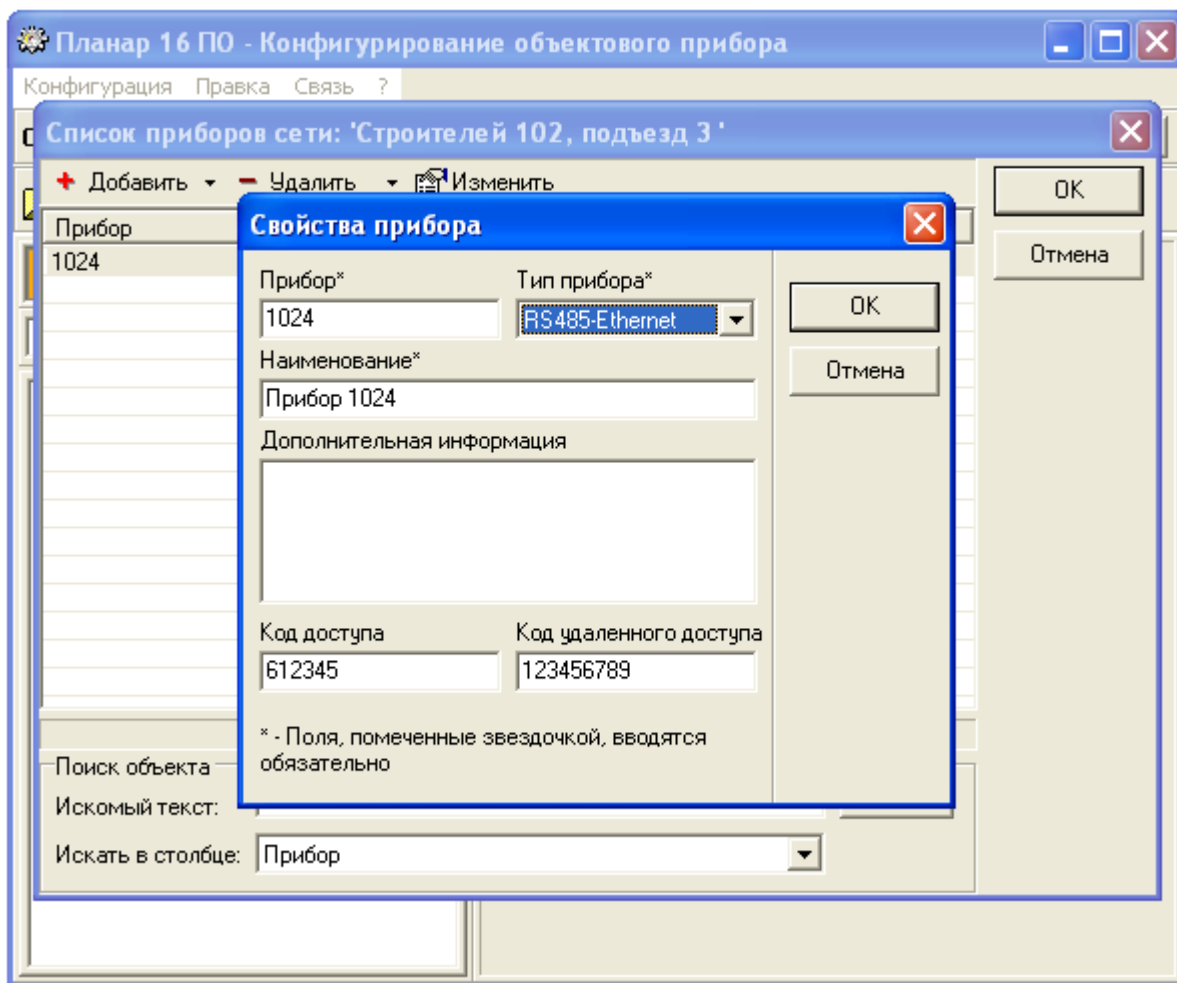 Планар 16 ПО - Конфигурирование объектового прибора
Конфигурация Правка Связь ?
Список приборов сети: 'Строителей 102, подъезд 3 '
Добавить Удалить Изменить
OK
Отмена
Прибор
1024
Свойства прибора
Прибор* Тип прибора*
1024 RS485-Ethernet
OK
Наименование*
Отмена
Прибор 1024
Дополнительная информация
Код доступа Код удаленного доступа
612345 123456789
* - Поля, помеченные звездочкой, вводятся
обязательно
Поиск объекта
Искомый текст:
Искать в столбце: Прибор